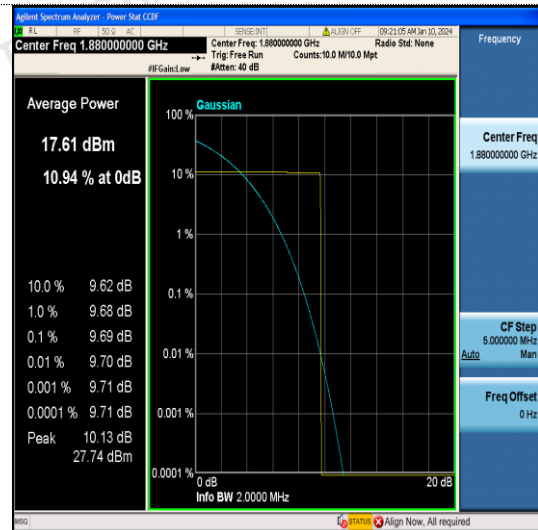 Agilent Spectrum Analyzer - Power Stat CCDF
RL RF 50 Ω AC SENSE:INT ALIGN OFF 09:21:05 AM Jan 10, 2024
Center Freq 1.880000000 GHz
Center Freq: 1.880000000 GHz Radio Std: None
Trig: Free Run Counts:10.0 M/10.0 Mpt
#IFGain:Low #Atten: 40 dB
Frequency
Average Power
17.61 dBm
10.94 % at 0dB
10.0 % 9.62 dB
1.0 % 9.68 dB
0.1 % 9.69 dB
0.01 % 9.70 dB
0.001 % 9.71 dB
0.0001 % 9.71 dB
Peak 10.13 dB
27.74 dBm
Gaussian
100 %
10 %
1 %
0.1 %
0.01 %
0.001 %
0.0001 %
0 dB 20 dB
Info BW 2.0000 MHz
Center Freq
1.880000000 GHz
CF Step
5.000000 MHz
Auto Man
Freq Offset
0 Hz
MSG STATUS Align Now, All required